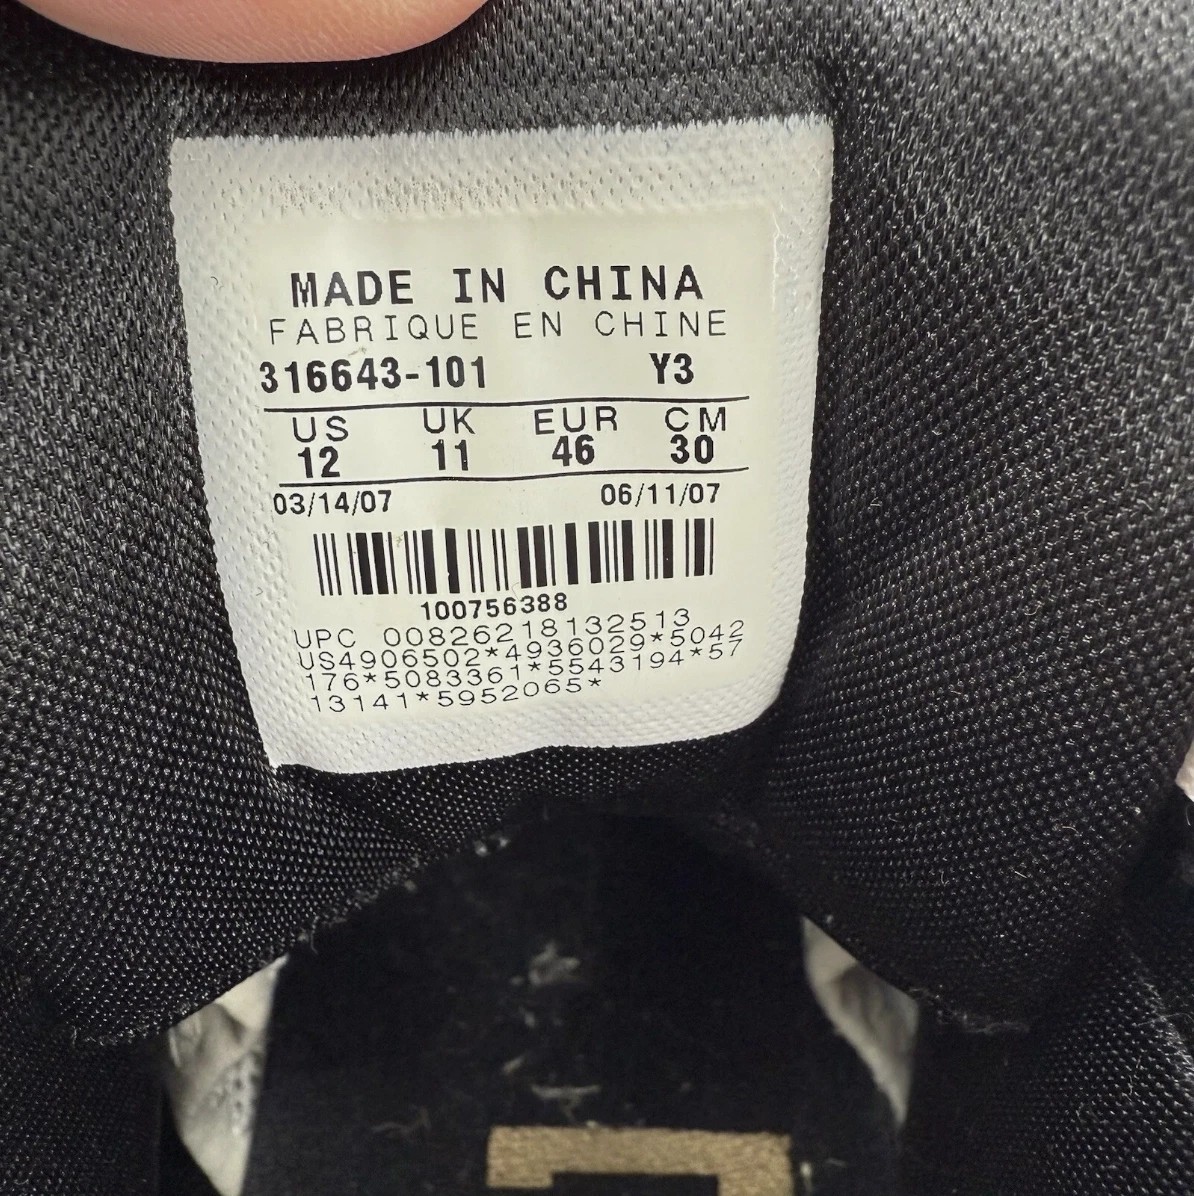 MADE IN CHINA
FABRIQUE EN CHINE
316643-101 Y3
US UK EUR CM
12 11 46 30
03/14/07 06/11/07
100756388
UPC 00826218132513
US4906502*4936029*5042
176*5083361*5543194*57
13141*5952065*